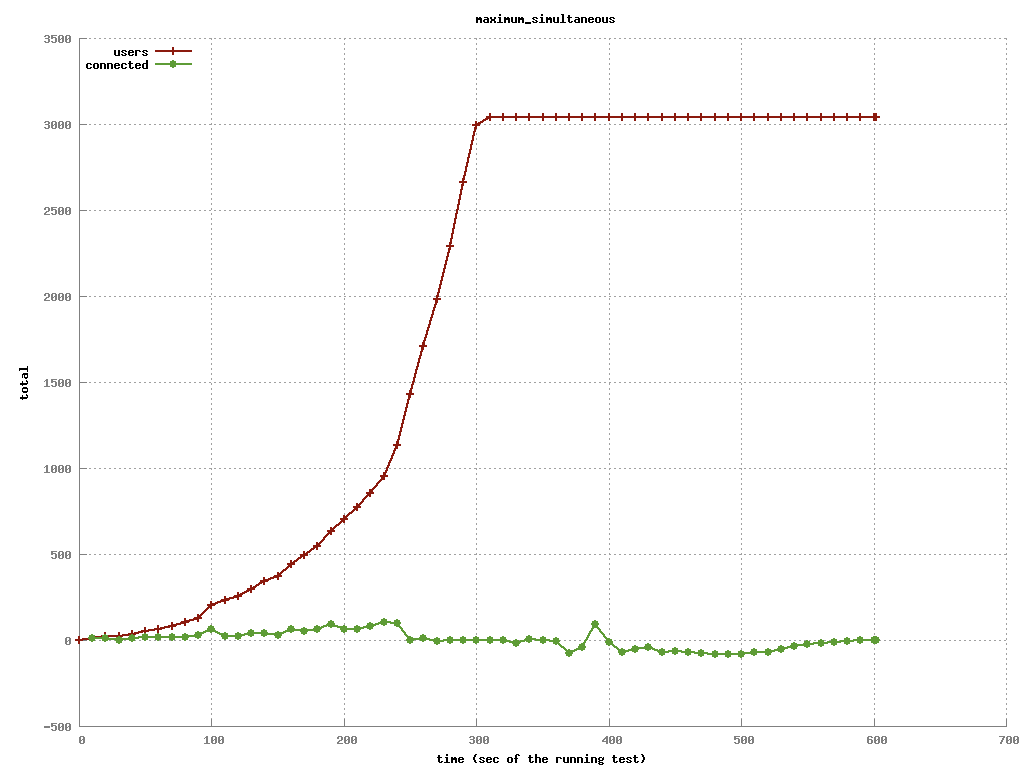 maximum_simultaneous
3500
users
connected
3000
2500
2000
total
1500
1000
500
0
-500
0 100 200 300 400 500 600 700
time (sec of the running test)